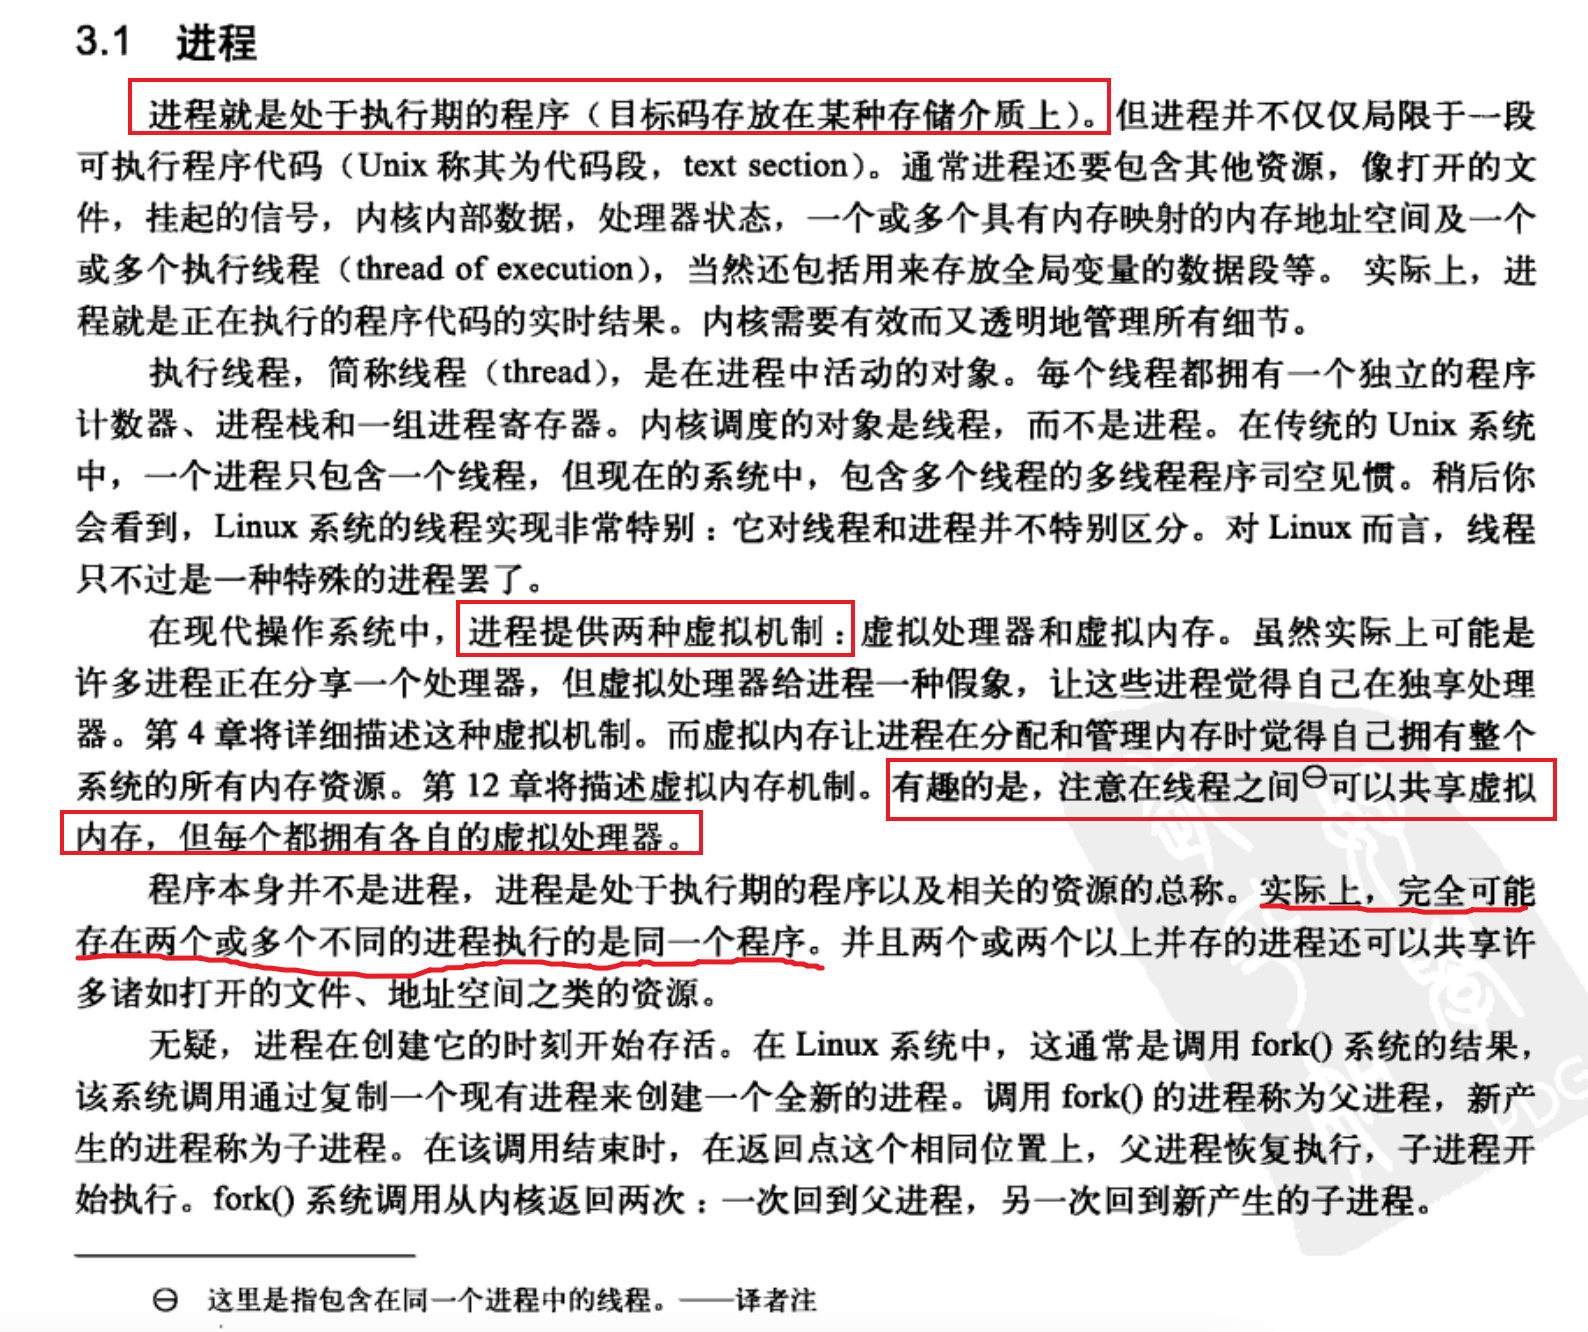 3.1 进程
进程就是处于执行期的程序（目标码存放在某种存储介质上）。但进程并不仅仅局限于一段
可执行程序代码（Unix 称其为代码段，text section）。通常进程还要包含其他资源，像打开的文
件，挂起的信号，内核内部数据，处理器状态，一个或多个具有内存映射的内存地址空间及一个
或多个执行线程（thread of execution），当然还包括用来存放全局变量的数据段等。 实际上，进
程就是正在执行的程序代码的实时结果。内核需要有效而又透明地管理所有细节。
执行线程，简称线程（thread），是在进程中活动的对象。每个线程都拥有一个独立的程序
计数器、进程栈和一组进程寄存器。内核调度的对象是线程，而不是进程。在传统的 Unix 系统
中，一个进程只包含一个线程，但现在的系统中，包含多个线程的多线程程序司空见惯。稍后你
会看到，Linux 系统的线程实现非常特别：它对线程和进程并不特别区分。对 Linux 而言，线程
只不过是一种特殊的进程罢了。
在现代操作系统中，进程提供两种虚拟机制：虚拟处理器和虚拟内存。虽然实际上可能是
许多进程正在分享一个处理器，但虚拟处理器给进程一种假象，让这些进程觉得自己在独享处理
器。第 4 章将详细描述这种虚拟机制。而虚拟内存让进程在分配和管理内存时觉得自己拥有整个
系统的所有内存资源。第 12 章将描述虚拟内存机制。有趣的是，注意在线程之间⊖可以共享虚拟
内存，但每个都拥有各自的虚拟处理器。
程序本身并不是进程，进程是处于执行期的程序以及相关的资源的总称。实际上，完全可能
存在两个或多个不同的进程执行的是同一个程序。并且两个或两个以上并存的进程还可以共享许
多诸如打开的文件、地址空间之类的资源。
无疑，进程在创建它的时刻开始存活。在 Linux 系统中，这通常是调用 fork() 系统的结果，
该系统调用通过复制一个现有进程来创建一个全新的进程。调用 fork() 的进程称为父进程，新产
生的进程称为子进程。在该调用结束时，在返回点这个相同位置上，父进程恢复执行，子进程开
始执行。fork() 系统调用从内核返回两次：一次回到父进程，另一次回到新产生的子进程。
⊖ 这里是指包含在同一个进程中的线程。——译者注
PDG